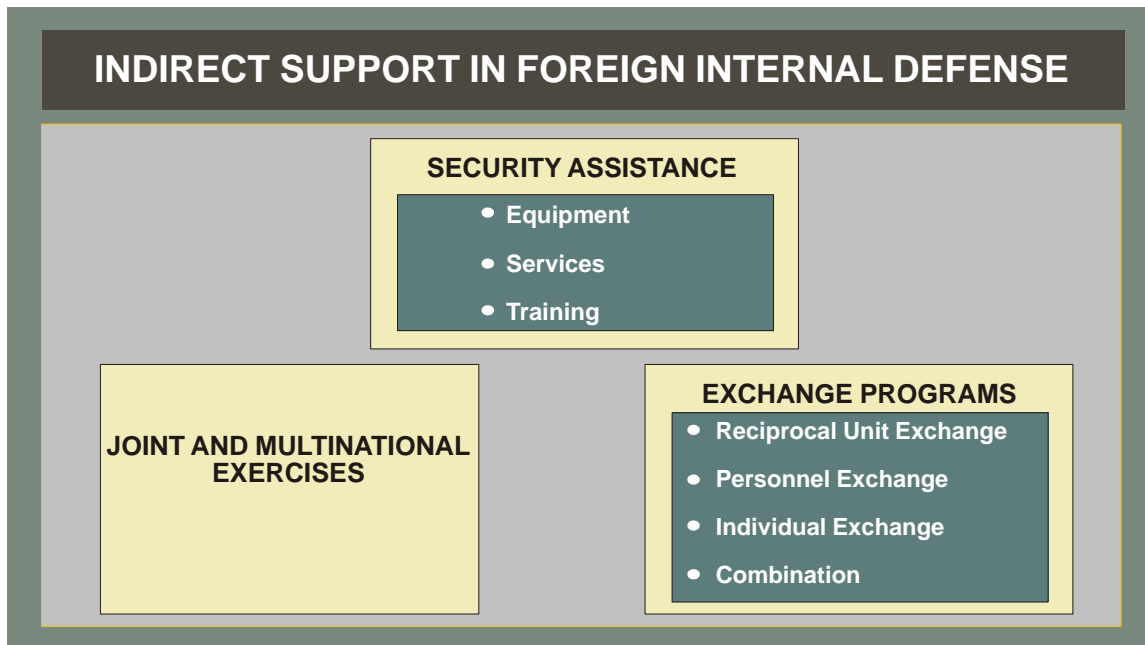 INDIRECT SUPPORT IN FOREIGN INTERNAL DEFENSE
SECURITY ASSISTANCE
• Equipment
• Services
• Training
JOINT AND MULTINATIONAL
EXERCISES
EXCHANGE PROGRAMS
• Reciprocal Unit Exchange
• Personnel Exchange
• Individual Exchange
• Combination